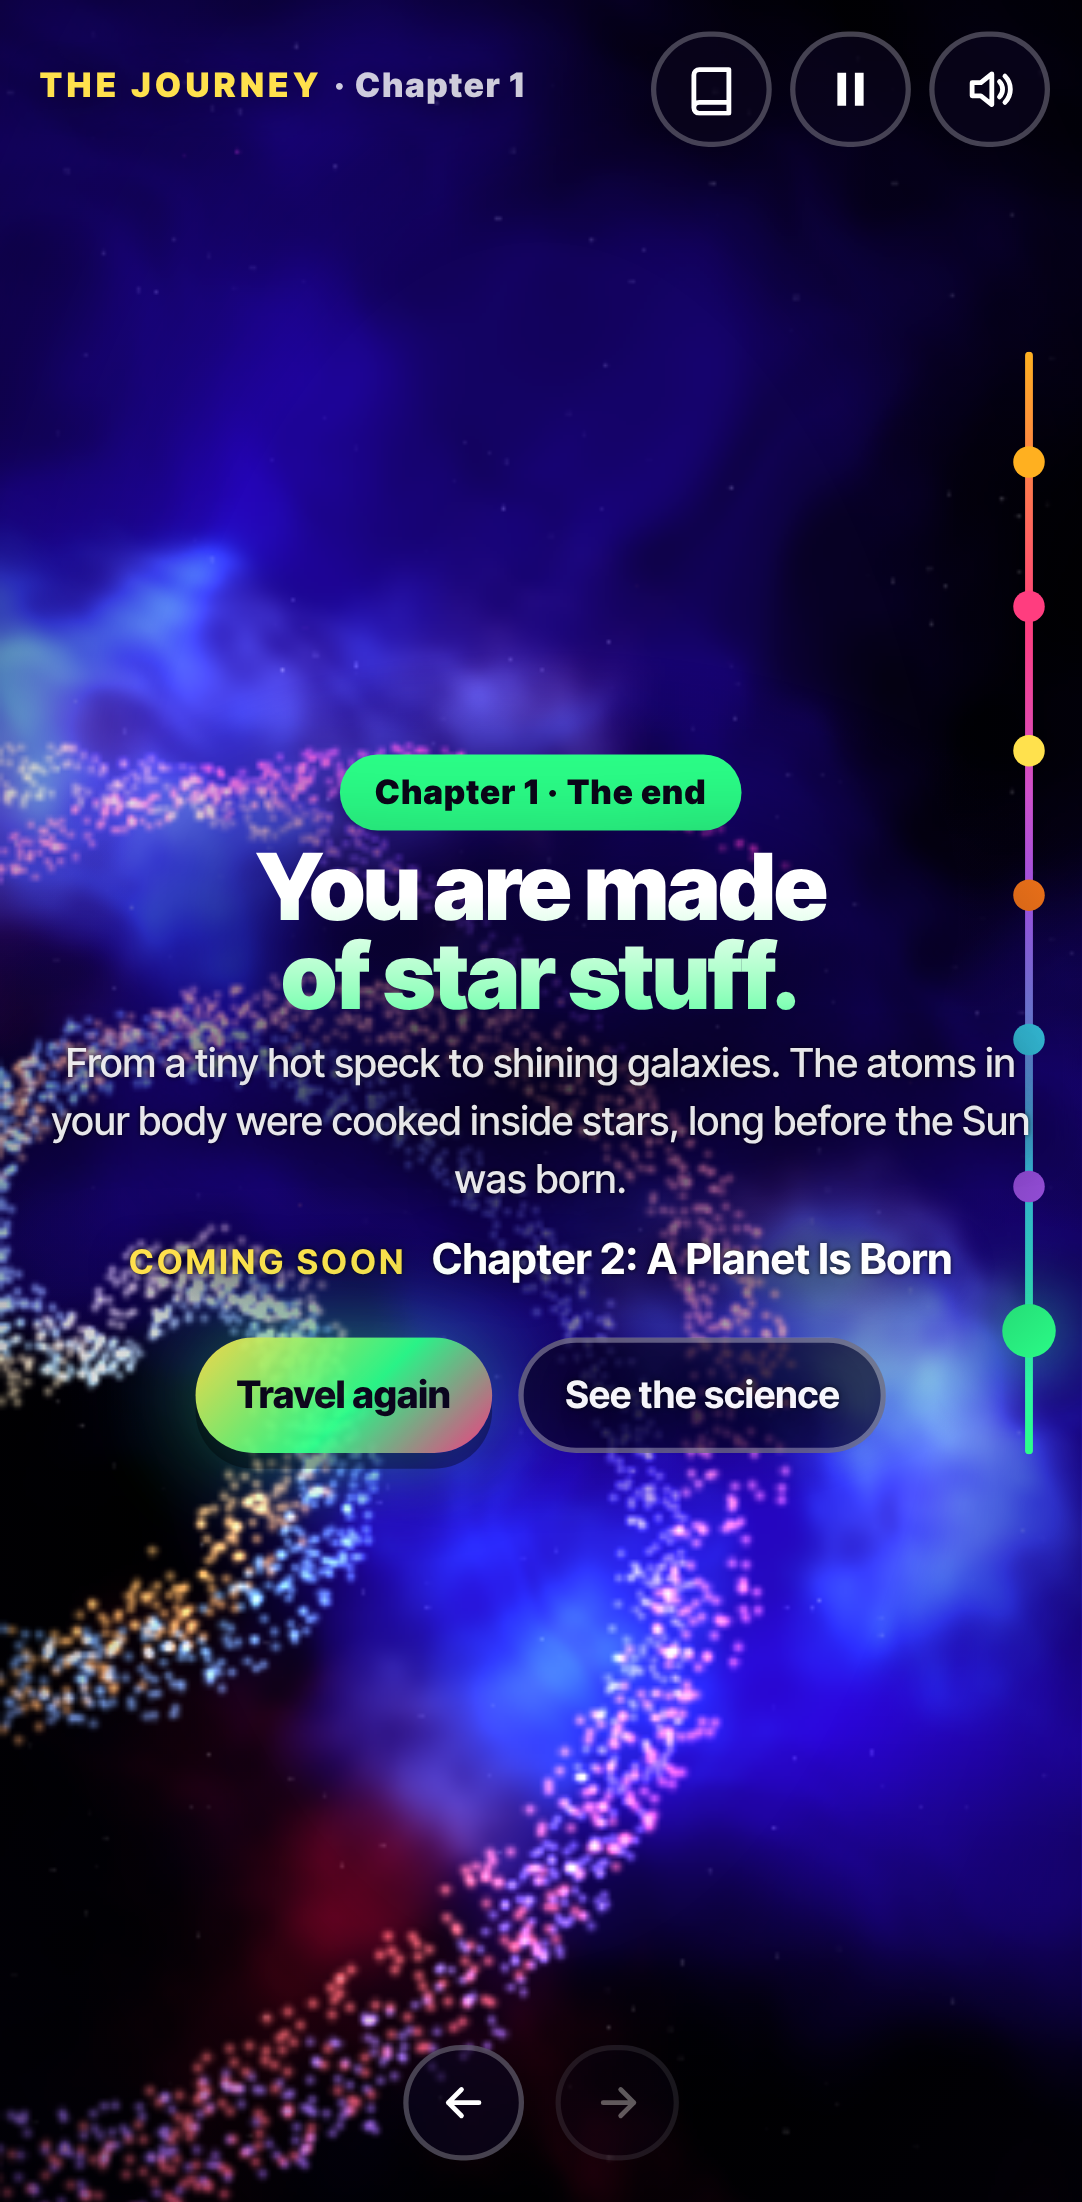 THE JOURNEY · Chapter 1
Chapter 1 · The end
You are made
of star stuff.
From a tiny hot speck to shining galaxies. The atoms in
your body were cooked inside stars, long before the Sun
was born.
COMING SOON Chapter 2: A Planet Is Born
Travel again
See the science